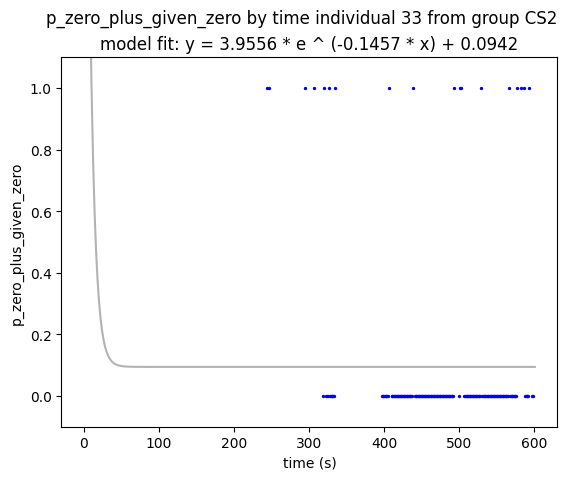 p_zero_plus_given_zero by time individual 33 from group CS2
model fit: y = 3.9556 * e ^ (-0.1457 * x) + 0.0942
1.0
0.8
0.6
0.4
0.2
0.0
p_zero_plus_given_zero
0 100 200 300 400 500 600
time (s)